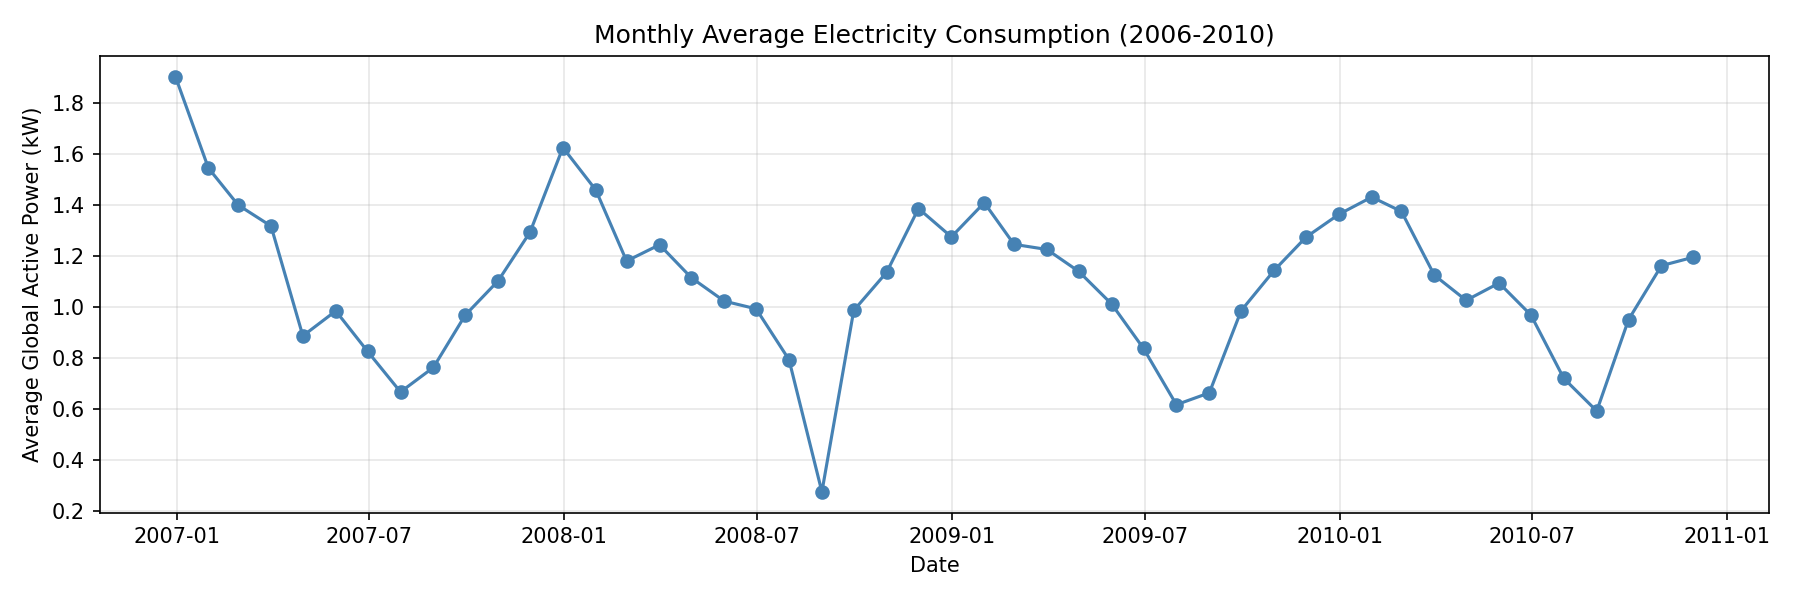 Monthly Average Electricity Consumption (2006-2010)
Average Global Active Power (kW)
1.8
1.6
1.4
1.2
1.0
0.8
0.6
0.4
0.2
2007-01 2007-07 2008-01 2008-07 2009-01 2009-07 2010-01 2010-07 2011-01
Date